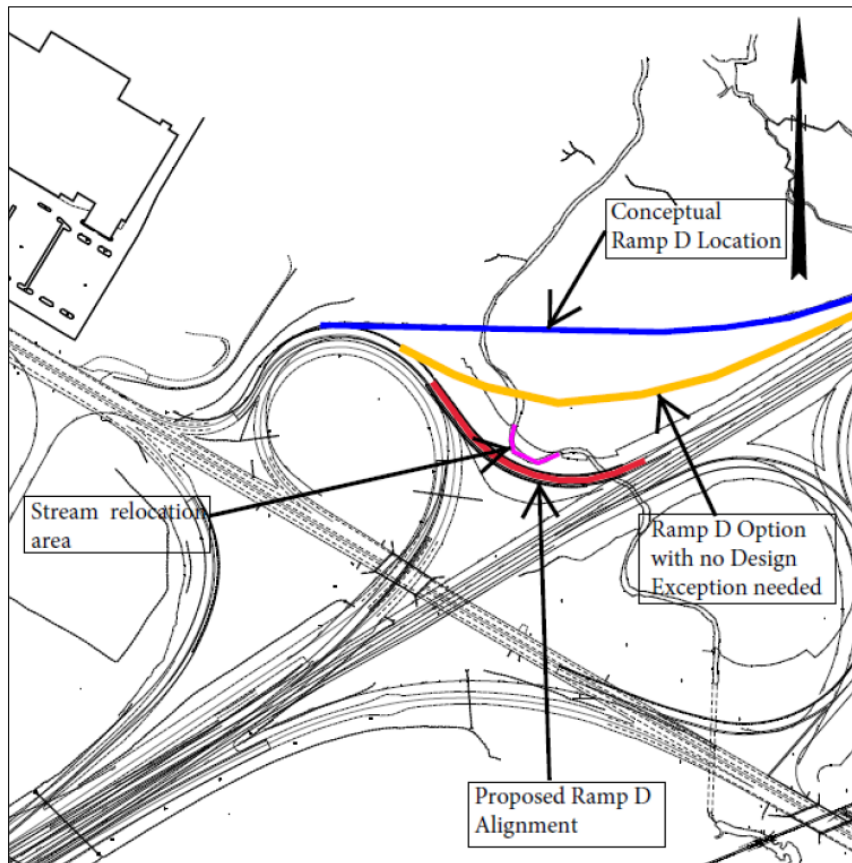 Conceptual
Ramp D Location
Stream relocation
area
Ramp D Option
with no Design
Exception needed
Proposed Ramp D
Alignment